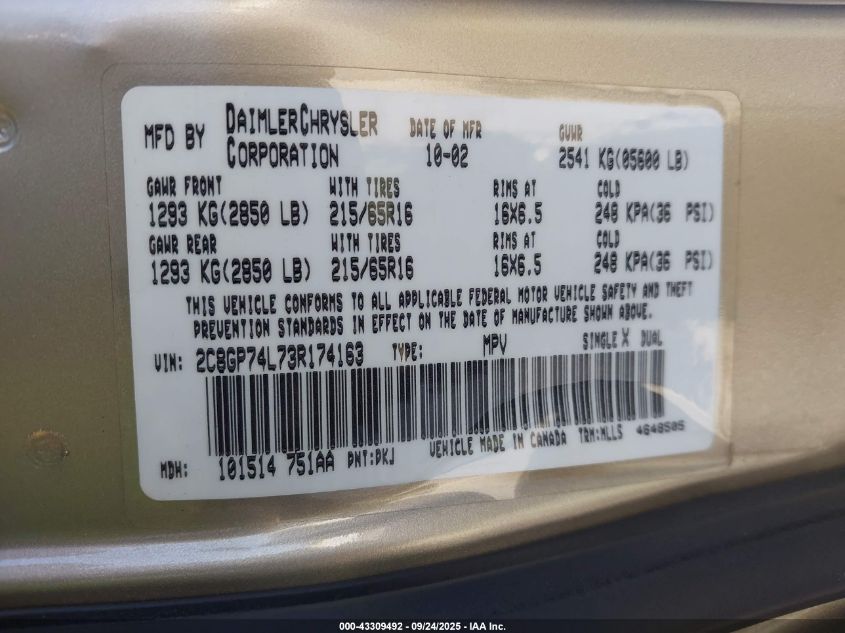 MFD BY DAIMLERCHRYSLER CORPORATION DATE OF MFR 10-02 GVWR 2541 KG(05600 LB)
GAWR FRONT WITH TIRES RIMS AT COLD
1293 KG(2850 LB) 215/65R16 16X6.5 248 KPA(36 PSI)
GAWR REAR WITH TIRES RIMS AT COLD
1293 KG(2850 LB) 215/65R16 16X6.5 248 KPA(36 PSI)
THIS VEHICLE CONFORMS TO ALL APPLICABLE FEDERAL MOTOR VEHICLE SAFETY AND THEFT
PREVENTION STANDARDS IN EFFECT ON THE DATE OF MANUFACTURE SHOWN ABOVE.
VIN: 2C8GP74L73R174163 TYPE: MPV SINGLE X DUAL
MDH: 101514 751AA PNT:PKJ VEHICLE MADE IN CANADA TRM:MLLS 4648505
000-43309492 - 09/24/2025 - IAA Inc.